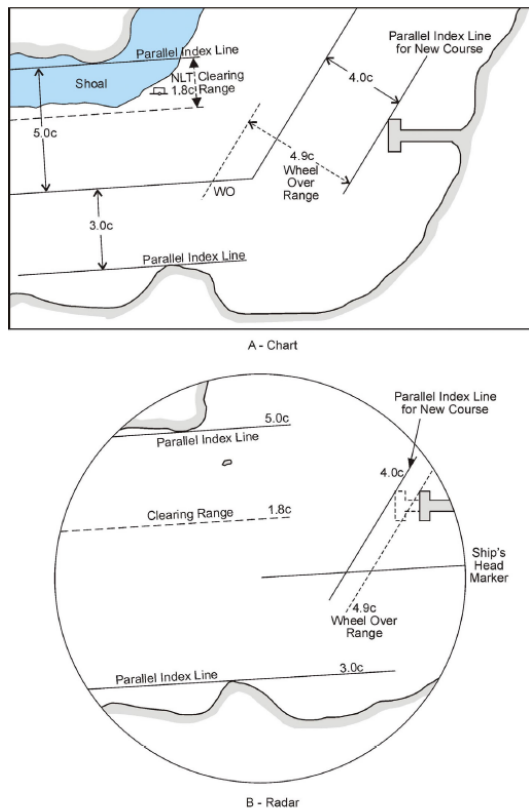 Parallel Index Line
Parallel Index Line
for New Course
Shoal
NLT Clearing
1.8c Range
4.0c
5.0c
4.9c
Wheel
Over
Range
WO
3.0c
Parallel Index Line
A - Chart
Parallel Index Line
for New Course
5.0c
Parallel Index Line
4.0c
Clearing Range
1.8c
Ship's
Head
Marker
4.9c
Wheel Over
Range
Parallel Index Line
3.0c
B - Radar